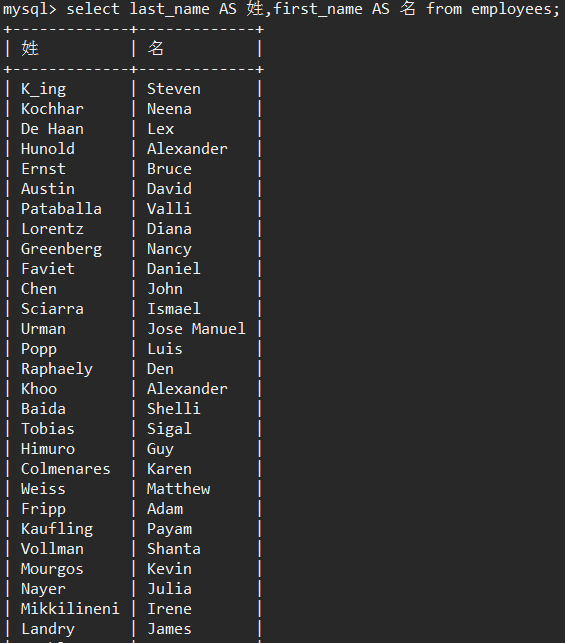 mysql> select last_name AS 姓,first_name AS 名 from employees;
+-------------+-------------+
| 姓          | 名          |
+-------------+-------------+
| K_ing       | Steven      |
| Kochhar     | Neena       |
| De Haan     | Lex         |
| Hunold      | Alexander   |
| Ernst       | Bruce       |
| Austin      | David       |
| Pataballa   | Valli       |
| Lorentz     | Diana       |
| Greenberg   | Nancy       |
| Faviet      | Daniel      |
| Chen        | John        |
| Sciarra     | Ismael      |
| Urman       | Jose Manuel |
| Popp        | Luis        |
| Raphaely    | Den         |
| Khoo        | Alexander   |
| Baida       | Shelli      |
| Tobias      | Sigal       |
| Himuro      | Guy         |
| Colmenares  | Karen       |
| Weiss       | Matthew     |
| Fripp       | Adam        |
| Kaufling    | Payam       |
| Vollman     | Shanta      |
| Mourgos     | Kevin       |
| Nayer       | Julia       |
| Mikkilineni | Irene       |
| Landry      | James       |